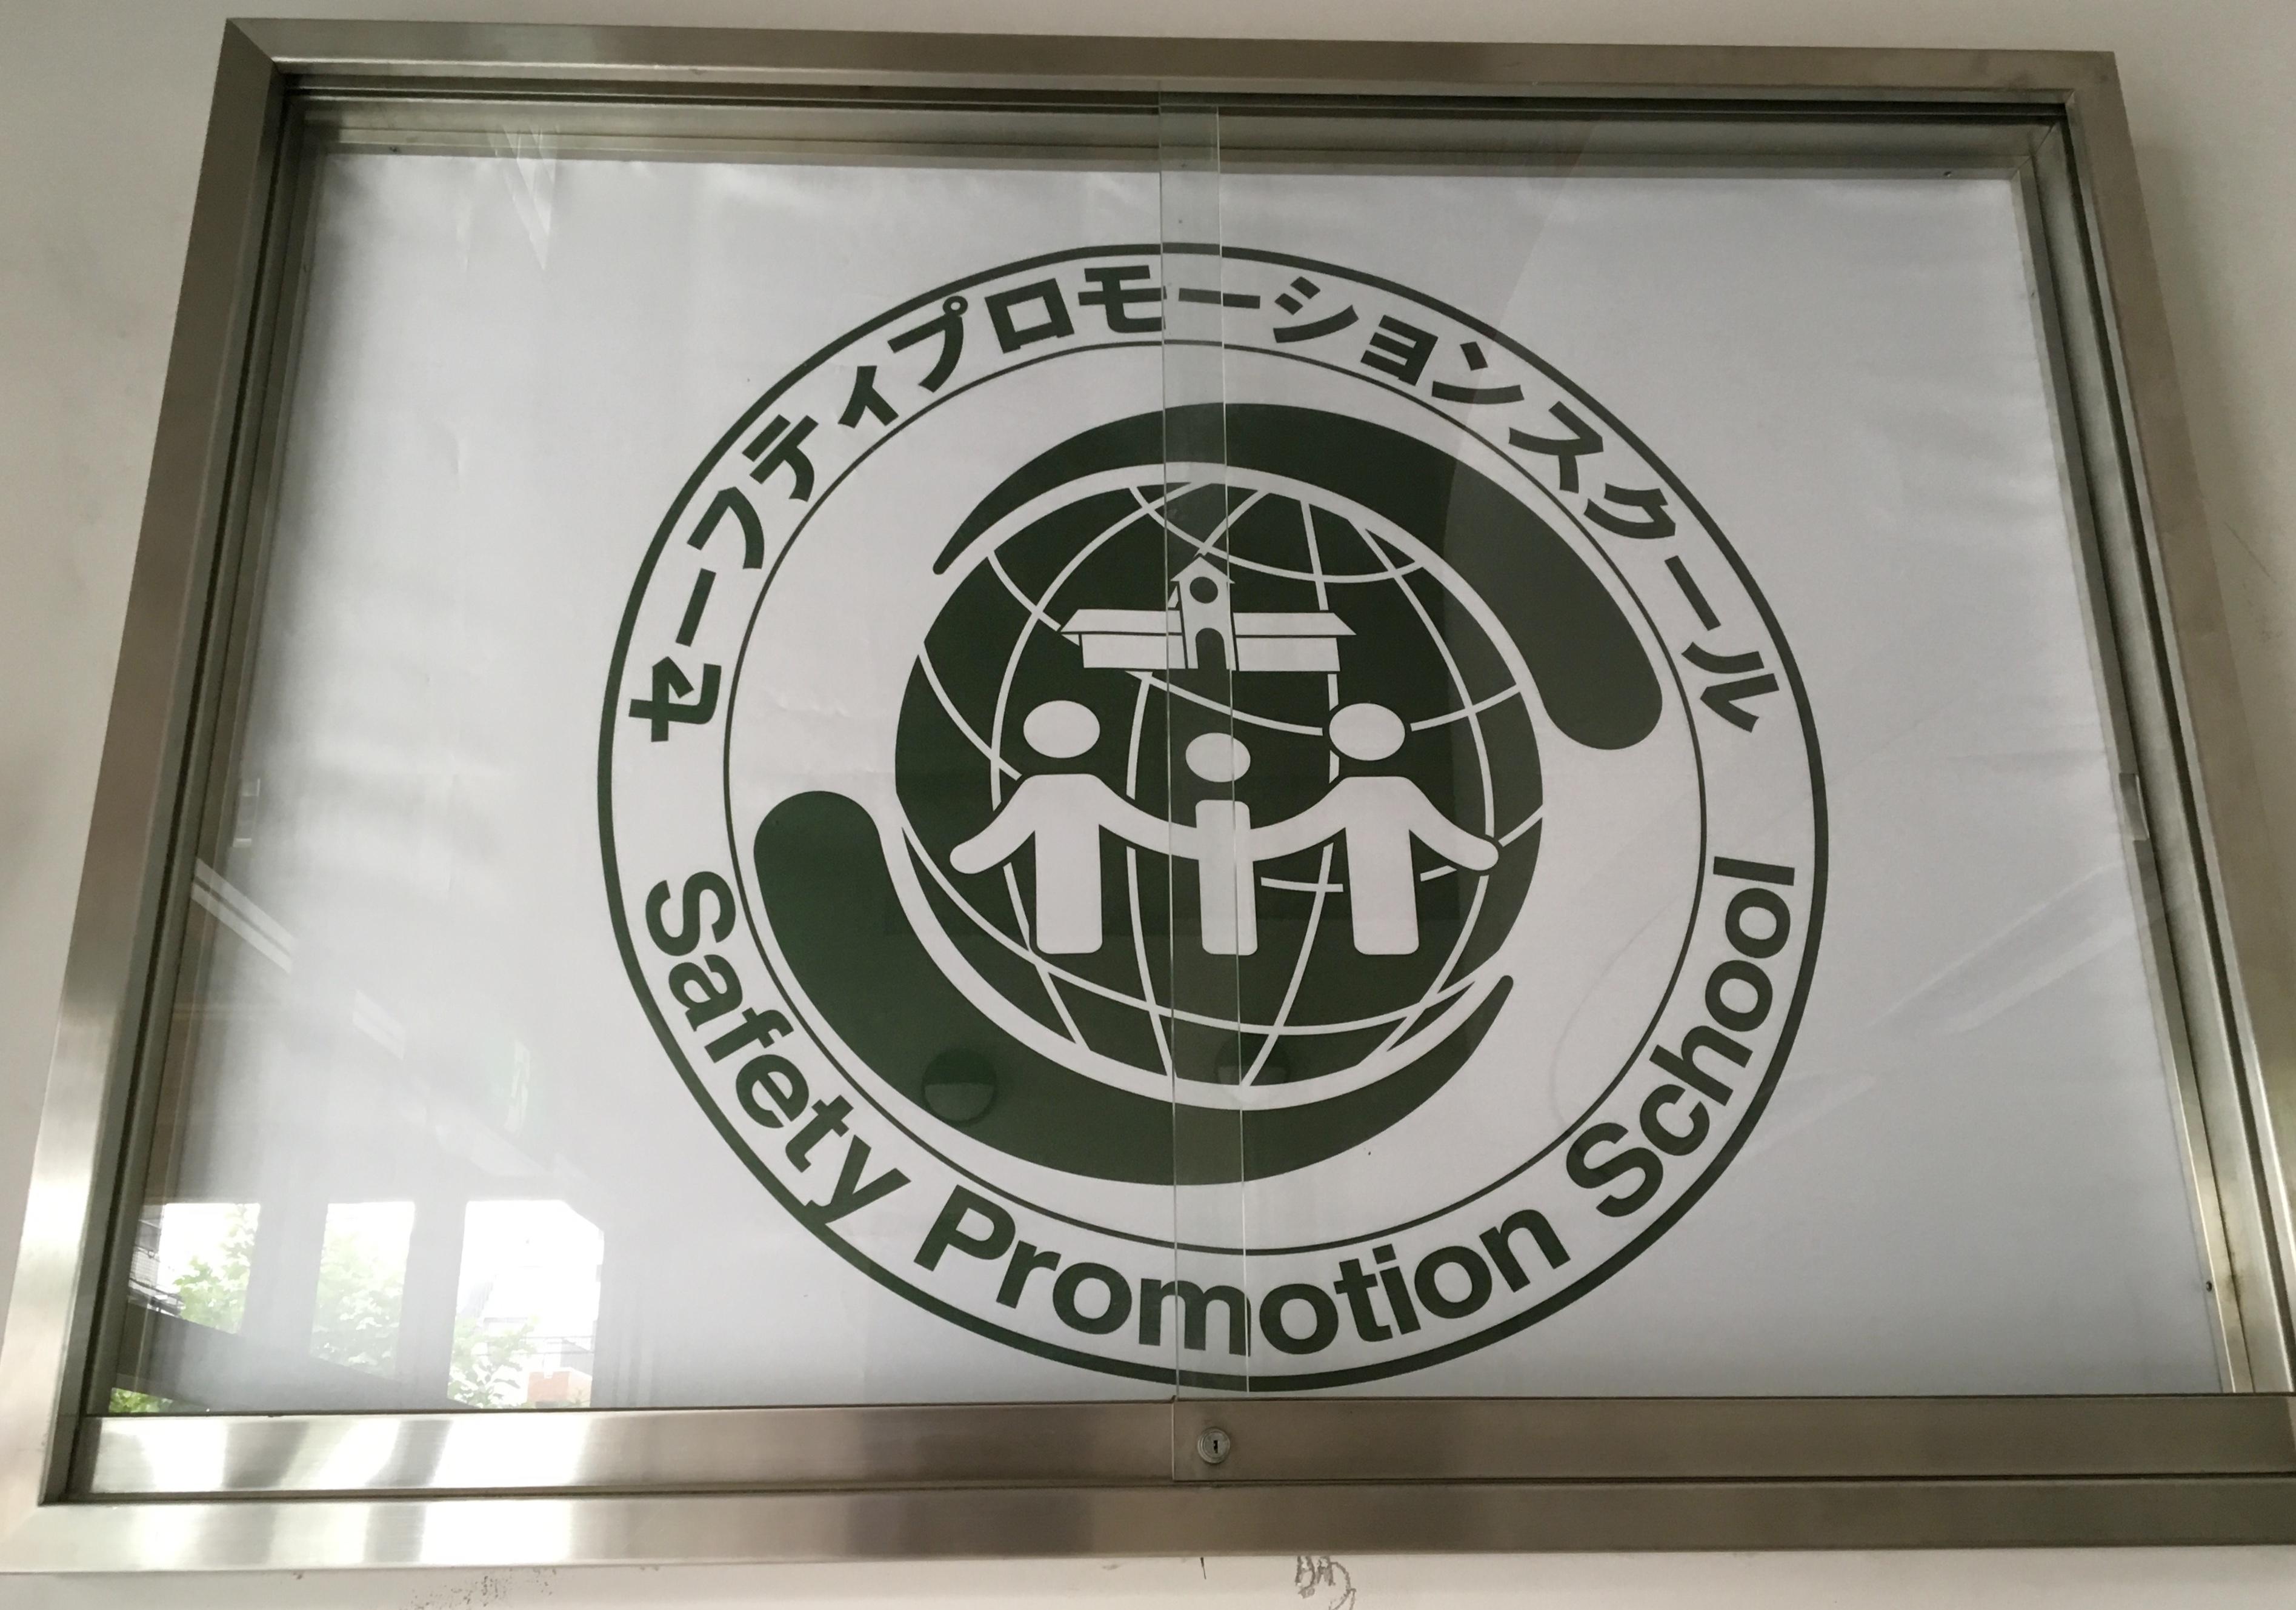 セーフティプロモーションスクール
Safety Promotion School